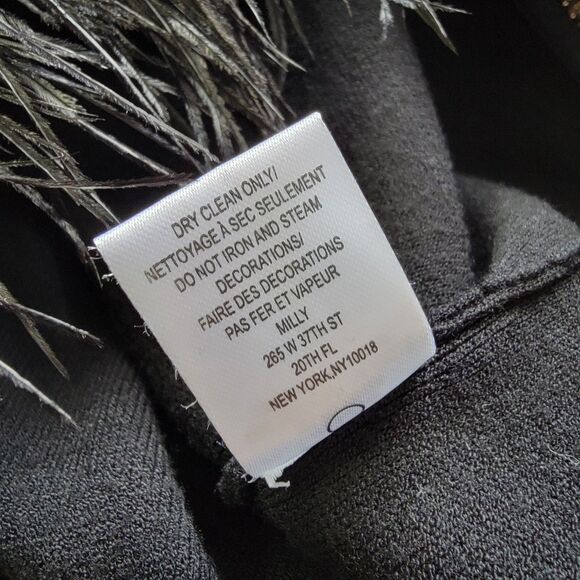 DRY CLEAN ONLY/
NETTOYAGE À SEC SEULEMENT
DO NOT IRON AND STEAM
DECORATIONS/
FAIRE DES DECORATIONS
PAS FER ET VAPEUR
MILLY
265 W 37TH ST
20TH FL
NEW YORK,NY10018